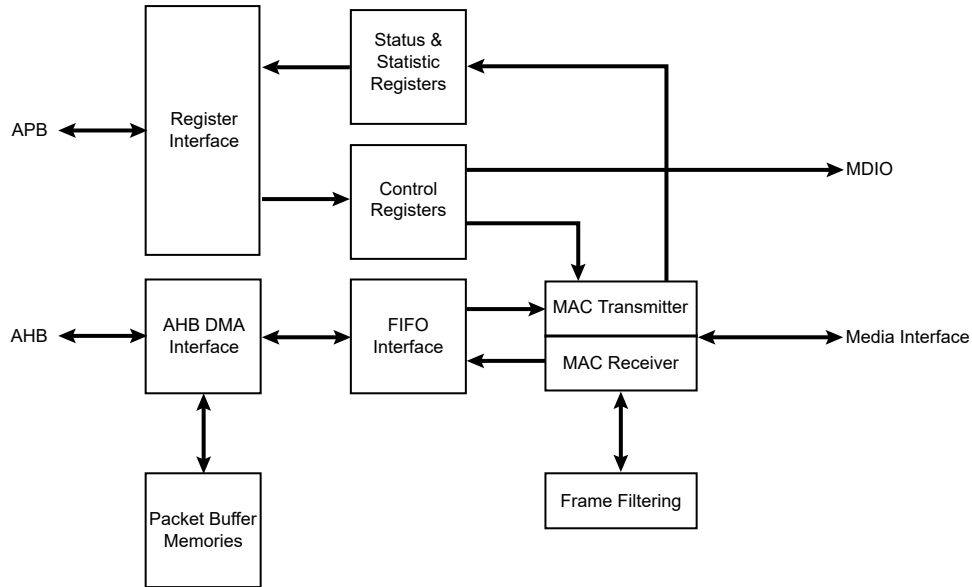 Status &
Statistic
Registers
APB
Register
Interface
MDIO
Control
Registers
MAC Transmitter
AHB
AHB DMA
Interface
FIFO
Interface
Media Interface
MAC Receiver
Frame Filtering
Packet Buffer
Memories